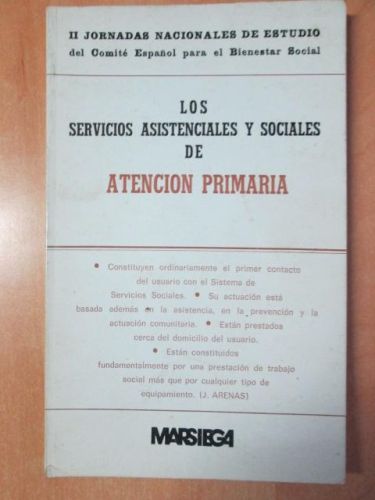 II JORNADAS NACIONALES DE ESTUDIO
del Comité Español para el Bienestar Social
LOS
SERVICIOS ASISTENCIALES Y SOCIALES
DE
ATENCION PRIMARIA
• Constituyen ordinariamente el primer contacto
del usuario con el Sistema de
Servicios Sociales. • Su actuación está
basada además en la asistencia, en la prevención y la
actuación comunitaria. • Están prestados
cerca del domicilio del usuario.
• Están constituidos
fundamentalmente por una prestación de trabajo
social más que por cualquier tipo de
equipamiento. (J. ARENAS)
MARSIEGA